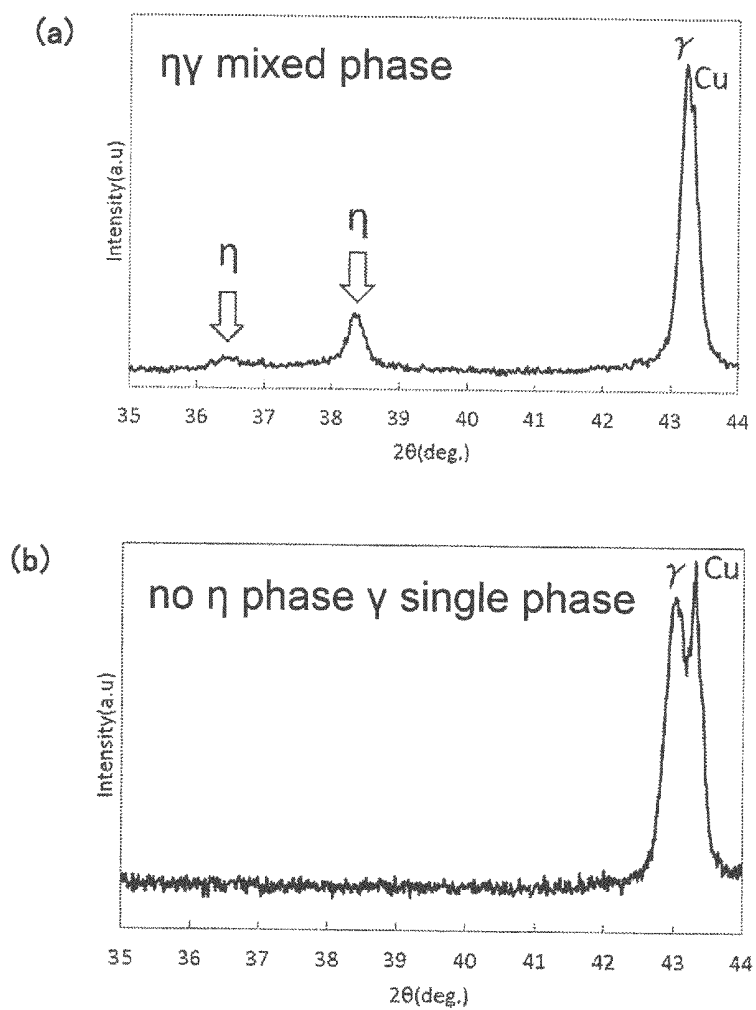 (a)
ηγ mixed phase
γ
Cu
η
η
Intensity(a.u)
35 36 37 38 39 40 41 42 43 44
2θ(deg.)
(b)
no η phase γ single phase
γ
Cu
Intensity(a.u)
35 36 37 38 39 40 41 42 43 44
2θ(deg.)